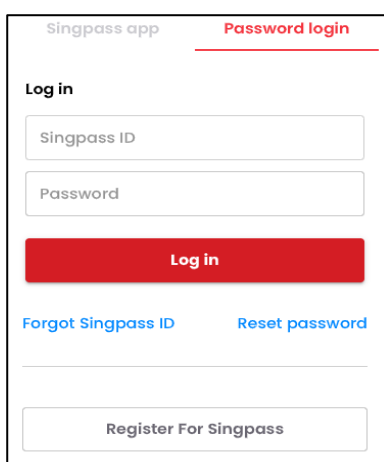 Singpass app Password login
Log in
Singpass ID
Password
Log in
Forgot Singpass ID Reset password
Register For Singpass